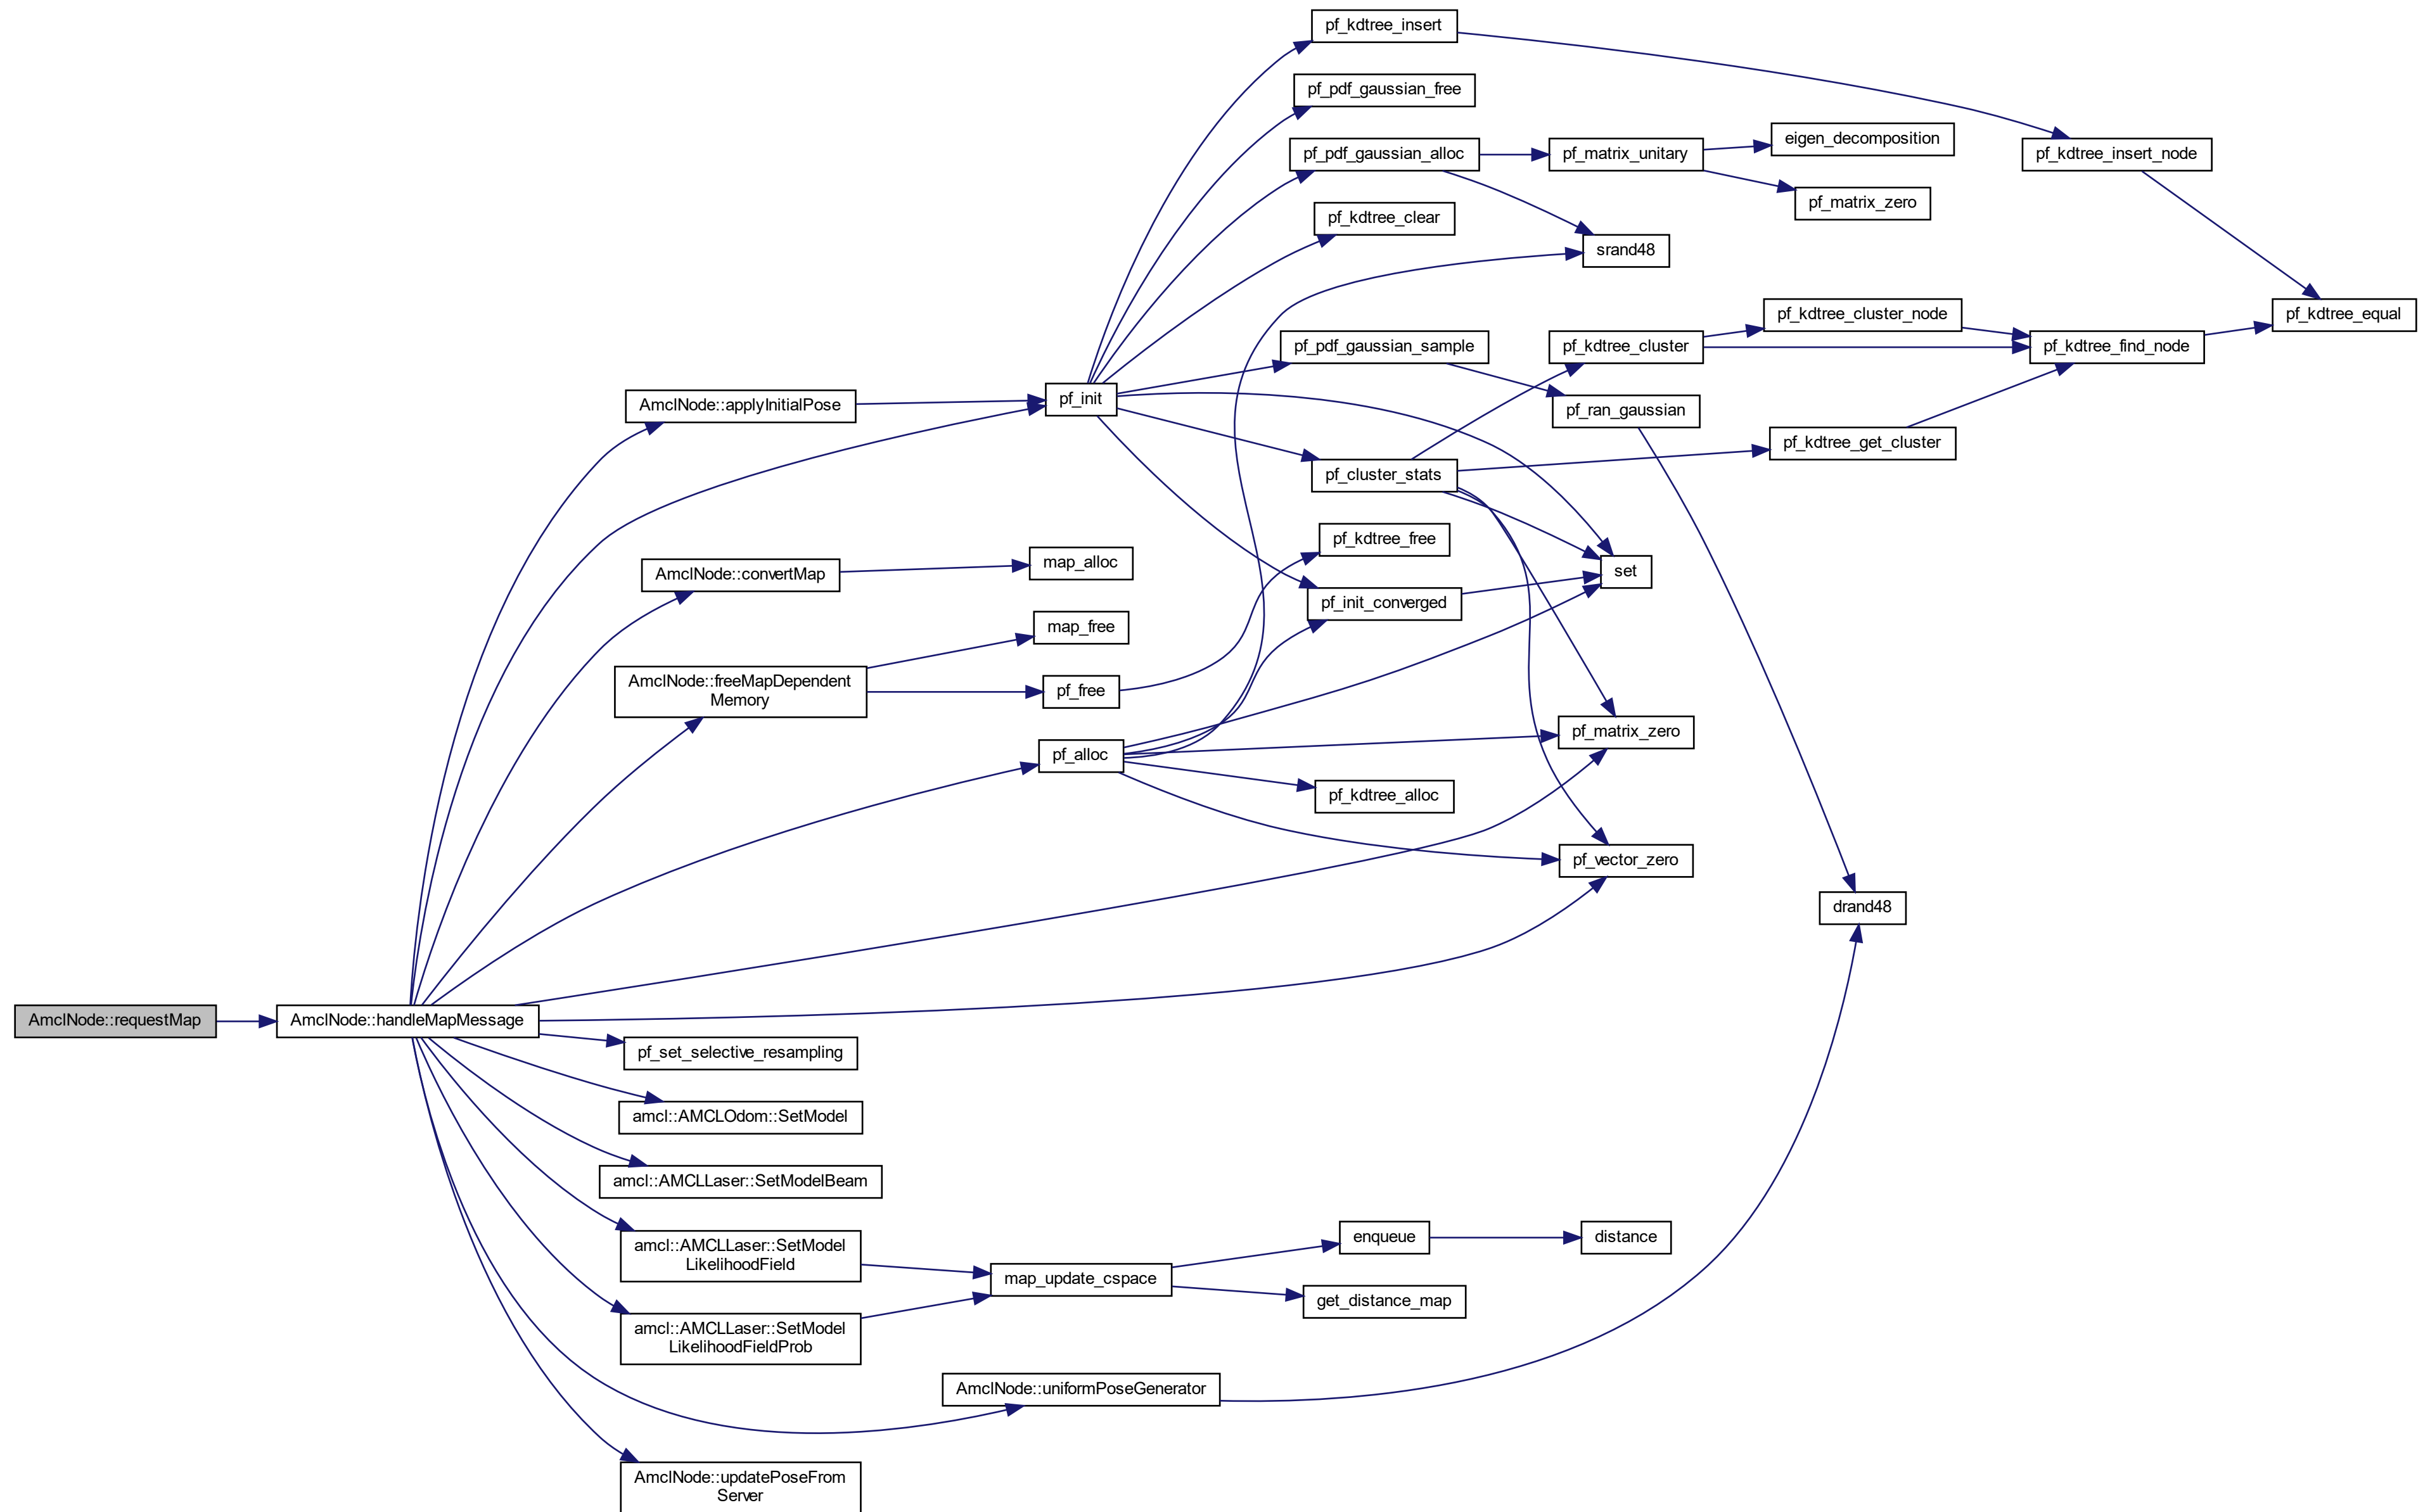 pf_kdtree_insert
pf_pdf_gaussian_free
eigen_decomposition
pf_pdf_gaussian_alloc
pf_matrix_unitary
pf_kdtree_insert_node
pf_matrix_zero
pf_kdtree_clear
srand48
pf_kdtree_cluster_node
pf_kdtree_equal
pf_pdf_gaussian_sample
pf_kdtree_cluster
pf_kdtree_find_node
AmclNode::applyInitialPose
pf_init
pf_ran_gaussian
pf_kdtree_get_cluster
pf_cluster_stats
pf_kdtree_free
AmclNode::convertMap
map_alloc
set
pf_init_converged
map_free
AmclNode::freeMapDependent
Memory
pf_free
pf_matrix_zero
pf_alloc
pf_kdtree_alloc
pf_vector_zero
drand48
AmclNode::requestMap
AmclNode::handleMapMessage
pf_set_selective_resampling
amcl::AMCLOdom::SetModel
amcl::AMCLLaser::SetModelBeam
enqueue
distance
amcl::AMCLLaser::SetModel
LikelihoodField
map_update_cspace
get_distance_map
amcl::AMCLLaser::SetModel
LikelihoodFieldProb
AmclNode::uniformPoseGenerator
AmclNode::updatePoseFrom
Server